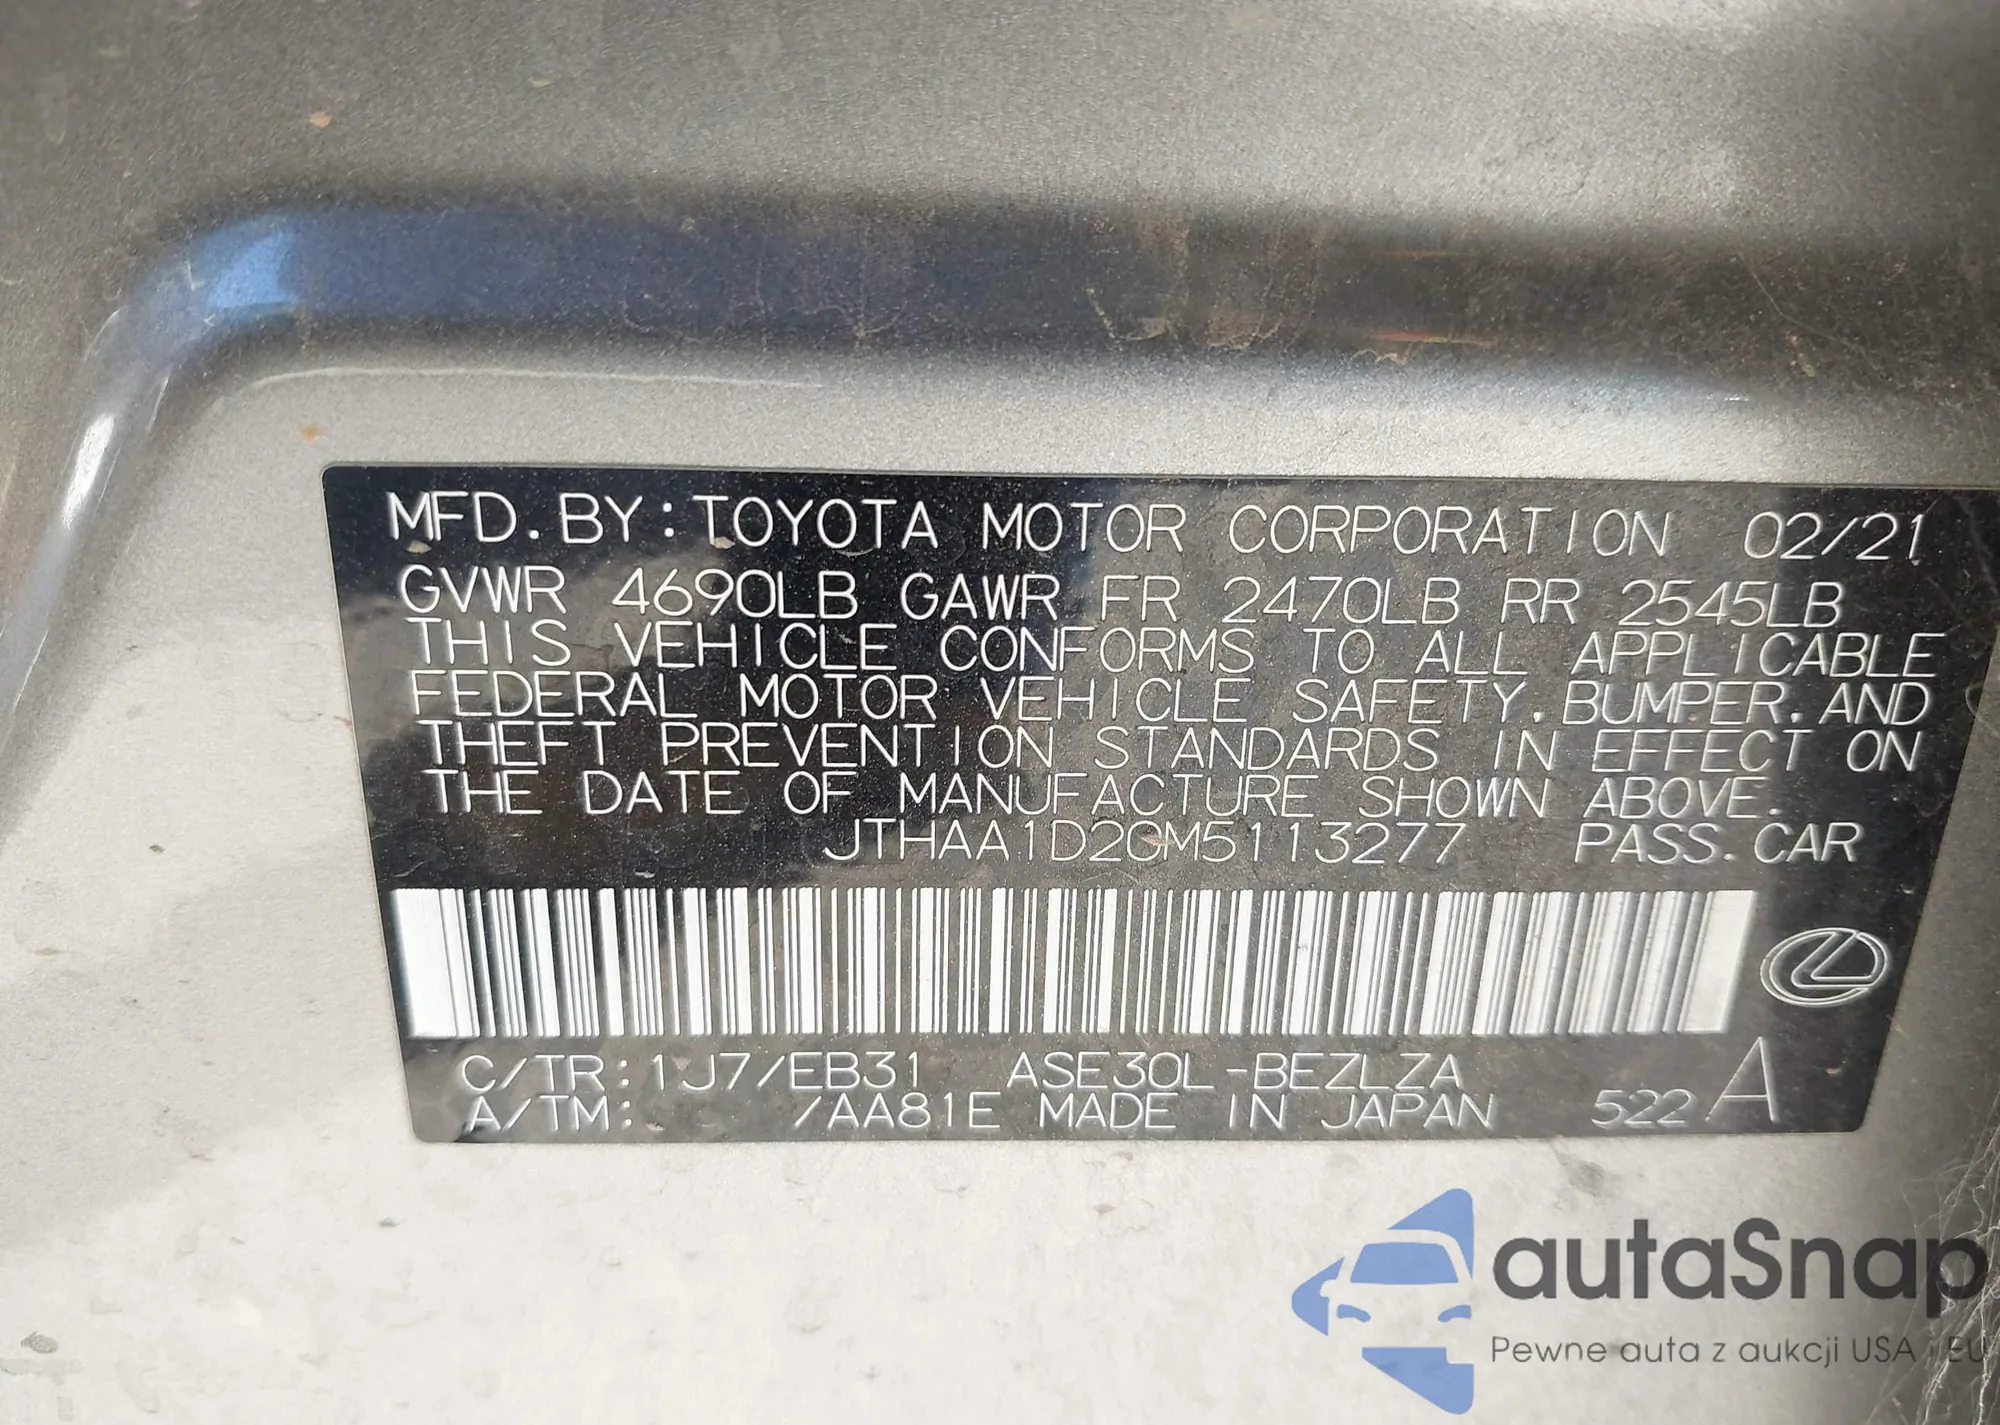 MFD. BY: TOYOTA MOTOR CORPORATION 02/21
GVWR 4690LB GAWR FR 2470LB RR 2545LB
THIS VEHICLE CONFORMS TO ALL APPLICABLE
FEDERAL MOTOR VEHICLE SAFETY, BUMPER, AND
THEFT PREVENTION STANDARDS IN EFFECT ON
THE DATE OF MANUFACTURE SHOWN ABOVE.
JTHAA1D20M5113277 PASS. CAR
C/TR: 1J7/EB31 ASE30L-BEZLZA
A/TM: /AA81E MADE IN JAPAN 522 A
autaSnap
Pewne auta z aukcji USA i EU